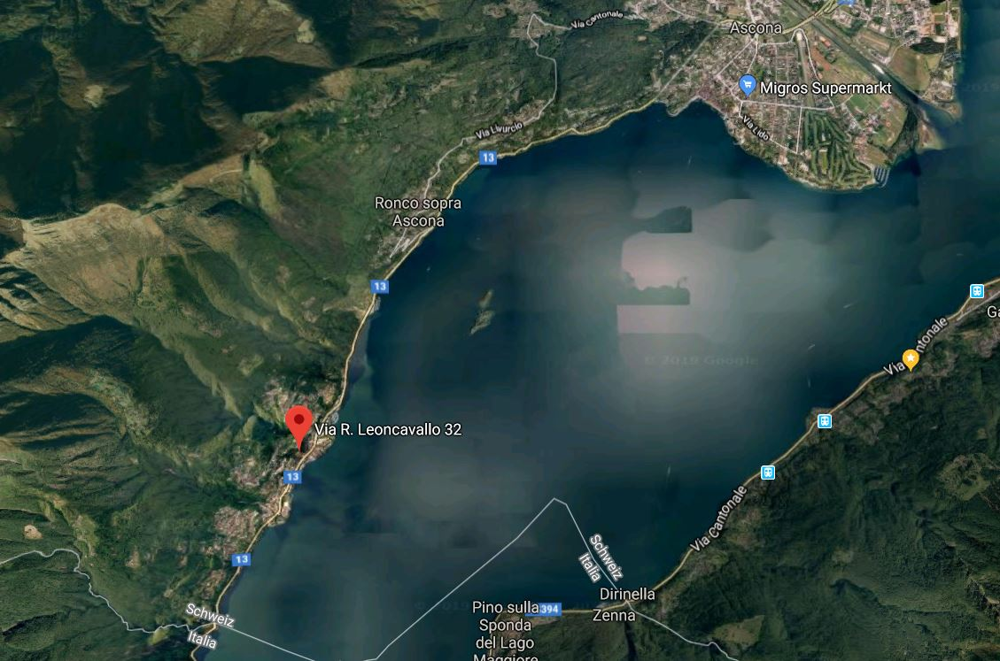 Via Cantonale
Ascona
Migros Supermarkt
Via Lido
Via Livurcio
13
Ronco sopra
Ascona
13
© 2019 Google
Via Cantonale
Via R. Leoncavallo 32
13
Via Cantonale
Schweiz
Italia
13
Dirinella
Zenna
Pino sulla
Sponda
del Lago
Maggiore
394
Schweiz
Italia